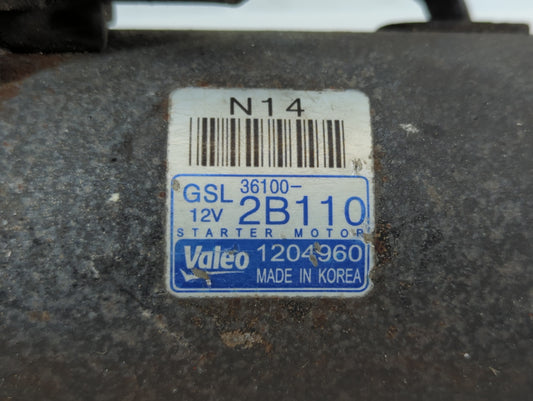 N14
GSL 36100-
12V 2B110
STARTER MOTOR
Valeo 1204960
MADE IN KOREA